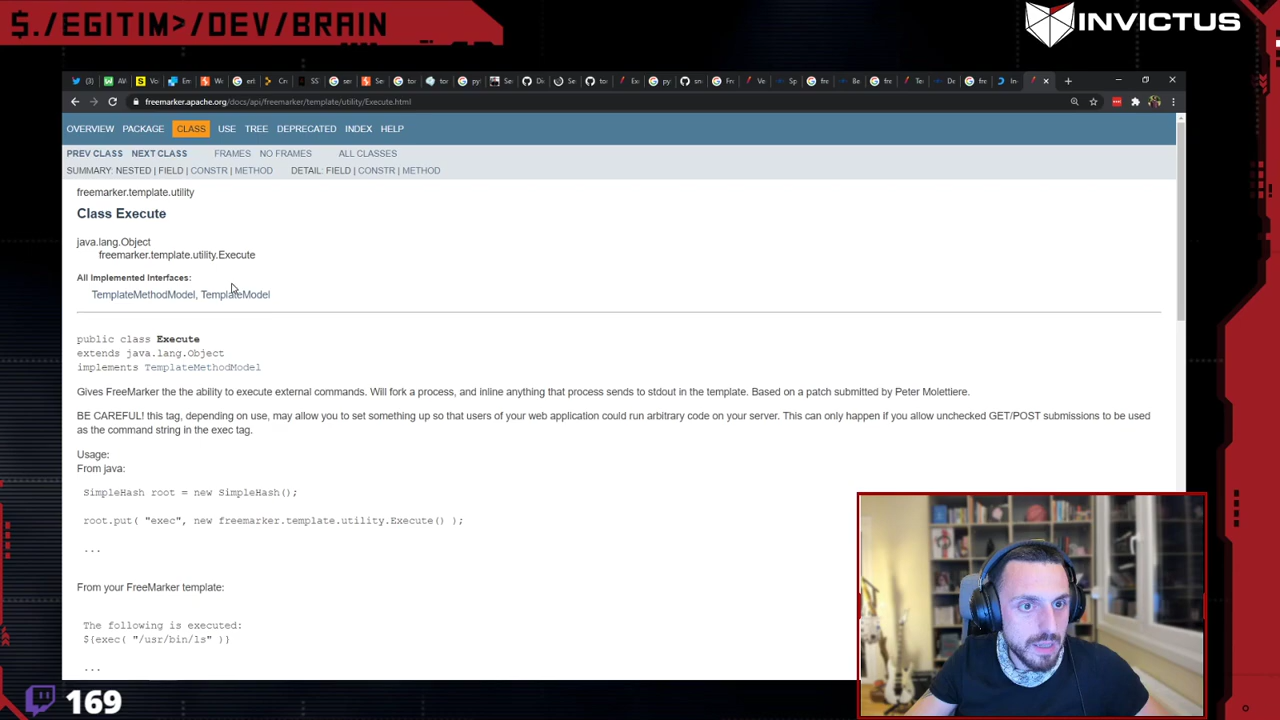 $./EGITIM>/DEV/BRAIN
INVICTUS
(3)
freemarker.apache.org/docs/api/freemarker/template/utility/Execute.html
OVERVIEW PACKAGE CLASS USE TREE DEPRECATED INDEX HELP
PREV CLASS NEXT CLASS FRAMES NO FRAMES ALL CLASSES
SUMMARY: NESTED | FIELD | CONSTR | METHOD DETAIL: FIELD | CONSTR | METHOD
freemarker.template.utility
Class Execute
java.lang.Object
freemarker.template.utility.Execute
All Implemented Interfaces:
TemplateMethodModel, TemplateModel
public class Execute
extends java.lang.Object
implements TemplateMethodModel
Gives FreeMarker the the ability to execute external commands. Will fork a process, and inline anything that process sends to stdout in the template. Based on a patch submitted by Peter Molettiere.
BE CAREFUL! this tag, depending on use, may allow you to set something up so that users of your web application could run arbitrary code on your server. This can only happen if you allow unchecked GET/POST submissions to be used
as the command string in the exec tag.
Usage:
From java:
SimpleHash root = new SimpleHash();
root.put( "exec", new freemarker.template.utility.Execute() );
...
From your FreeMarker template:
The following is executed:
${exec( "/usr/bin/ls" )}
...
169